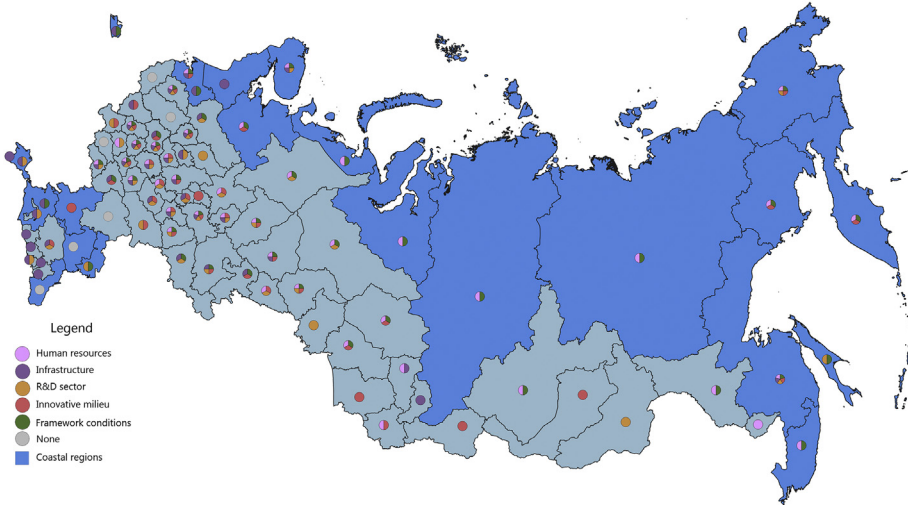 Legend
Human resources
Infrastructure
R&D sector
Innovative milieu
Framework conditions
None
Coastal regions